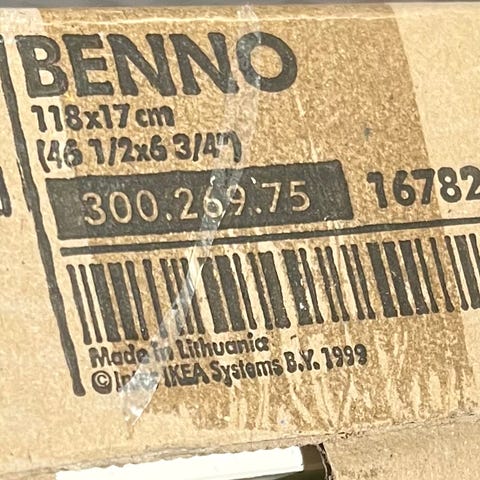 BENNO
118x17 cm
(46 1/2x6 3/4")
300.269.75 16782
Made in Lithuania
© Inter IKEA Systems B.V. 1999